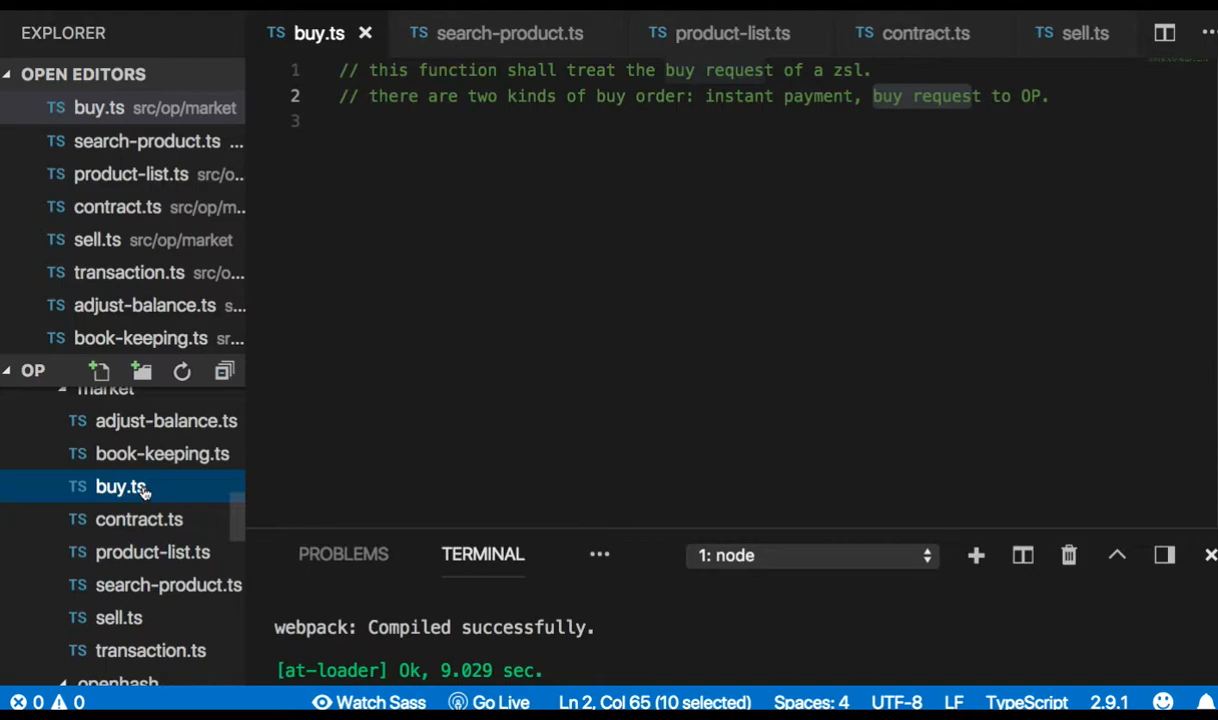 EXPLORER
TS buy.ts
TS search-product.ts
TS product-list.ts
TS contract.ts
TS sell.ts
OPEN EDITORS
TS buy.ts src/op/market
TS search-product.ts ...
TS product-list.ts src/o...
TS contract.ts src/op/m...
TS sell.ts src/op/market
TS transaction.ts src/o...
TS adjust-balance.ts s...
TS book-keeping.ts sr...
1 // this function shall treat the buy request of a zsl.
2 // there are two kinds of buy order: instant payment, buy request to OP.
3
OP
market
TS adjust-balance.ts
TS book-keeping.ts
TS buy.ts
TS contract.ts
TS product-list.ts
TS search-product.ts
TS sell.ts
TS transaction.ts
openhash
PROBLEMS TERMINAL ... 1: node
webpack: Compiled successfully.
[at-loader] Ok, 9.029 sec.
0 0 Watch Sass Go Live Ln 2, Col 65 (10 selected) Spaces: 4 UTF-8 LF TypeScript 2.9.1